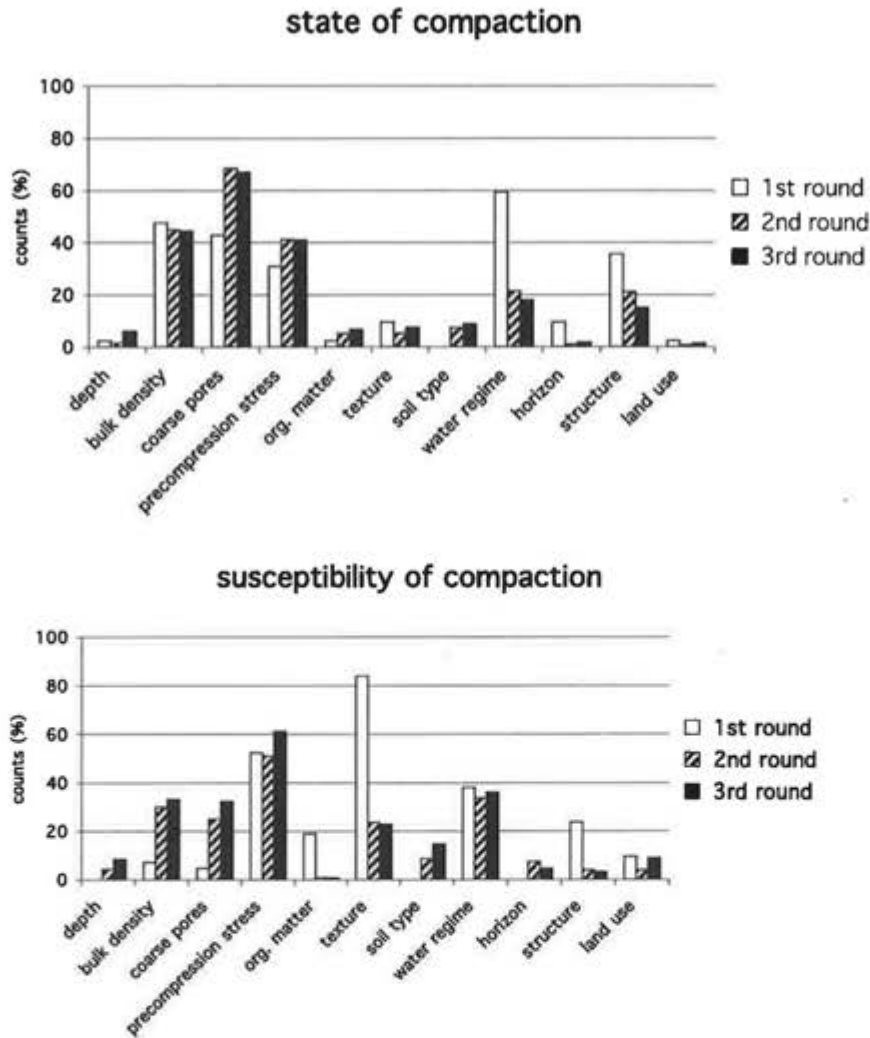 state of compaction
100
80
60
40
20
0
counts (%)
1st round
2nd round
3rd round
depth
bulk density
coarse pores
precompression stress
org. matter
texture
soil type
water regime
horizon
structure
land use
susceptibility of compaction
100
80
60
40
20
0
counts (%)
1st round
2nd round
3rd round
depth
bulk density
coarse pores
precompression stress
org. matter
texture
soil type
water regime
horizon
structure
land use